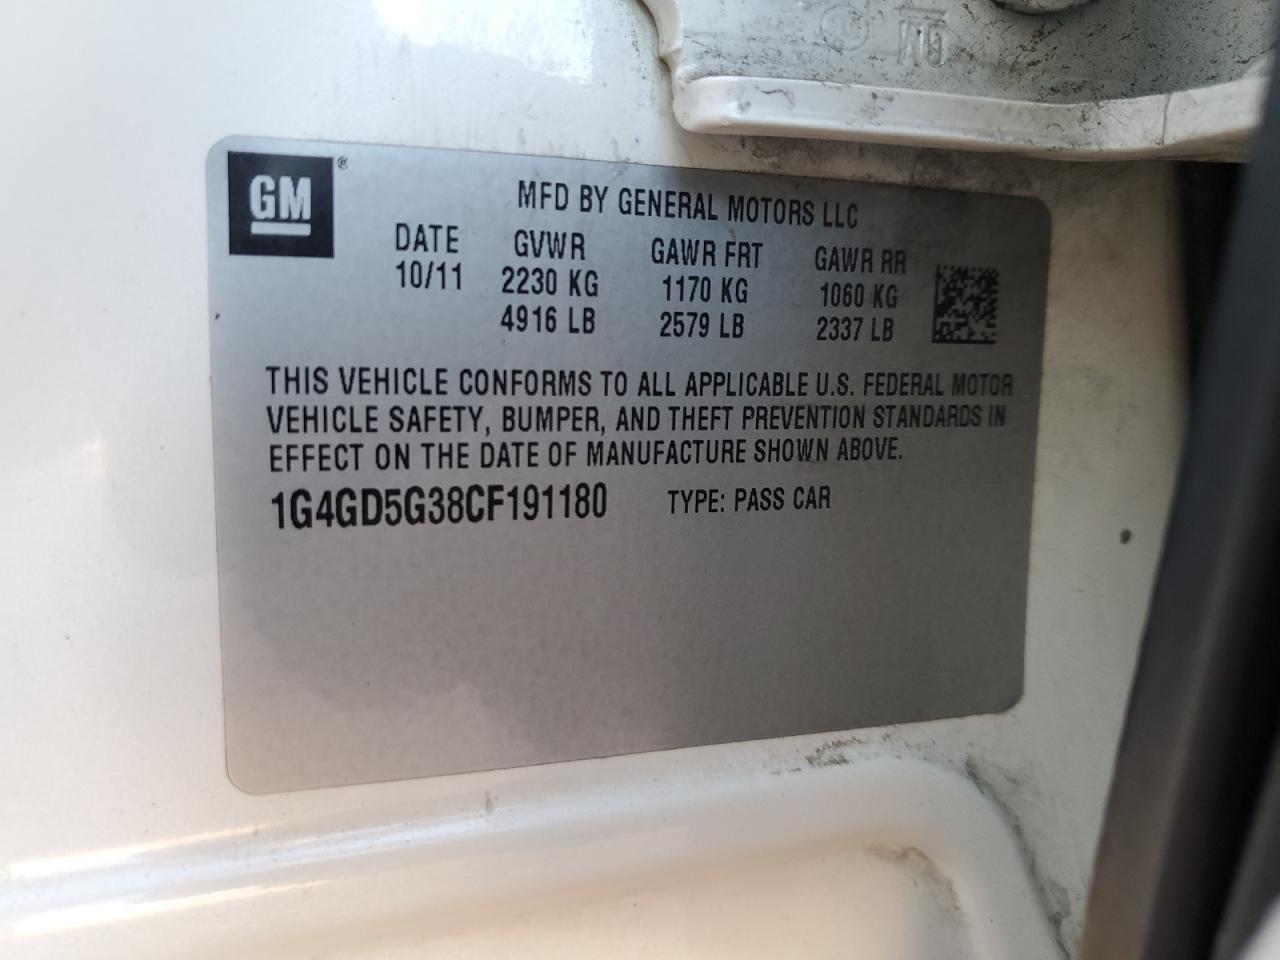 GM
GM ®
MFD BY GENERAL MOTORS LLC
DATE GVWR GAWR FRT GAWR RR
10/11 2230 KG 1170 KG 1060 KG
4916 LB 2579 LB 2337 LB
THIS VEHICLE CONFORMS TO ALL APPLICABLE U.S. FEDERAL MOTOR
VEHICLE SAFETY, BUMPER, AND THEFT PREVENTION STANDARDS IN
EFFECT ON THE DATE OF MANUFACTURE SHOWN ABOVE.
1G4GD5G38CF191180 TYPE: PASS CAR